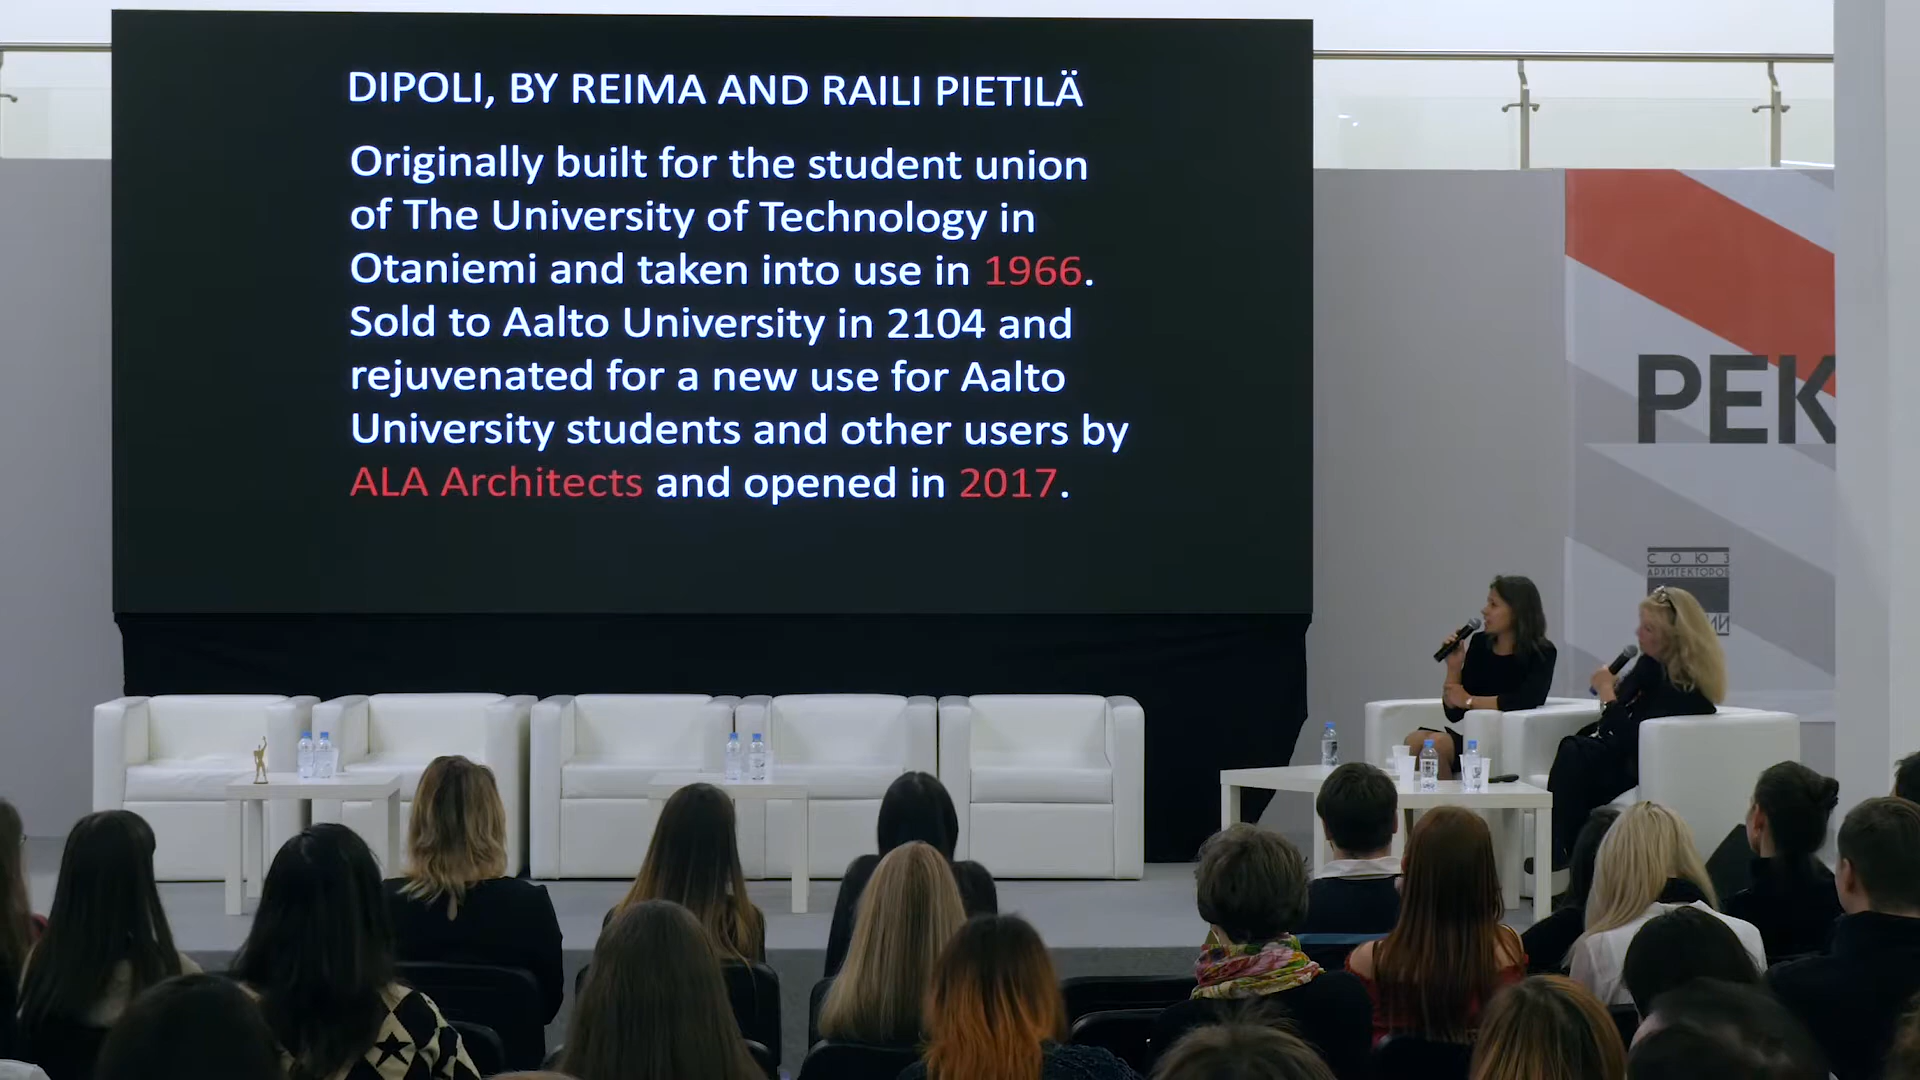 DIPOLI, BY REIMA AND RAILI PIETILÄ
Originally built for the student union
of The University of Technology in
Otaniemi and taken into use in 1966.
Sold to Aalto University in 2104 and
rejuvenated for a new use for Aalto
University students and other users by
ALA Architects and opened in 2017.
РЕК
СОЮЗ
АРХИТЕКТОРОВ